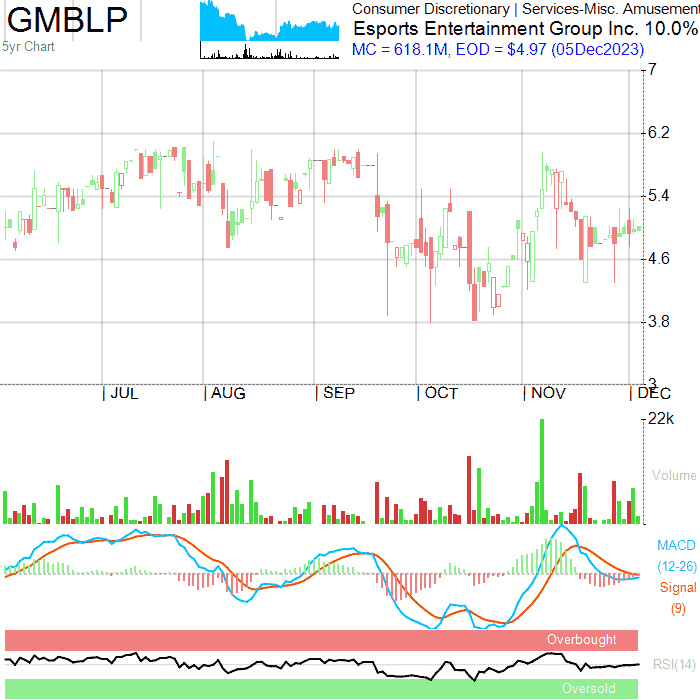 GMBLP
5yr Chart
Consumer Discretionary | Services-Misc. Amusement
Esports Entertainment Group Inc. 10.0%
MC = 618.1M, EOD = $4.97 (05Dec2023)
7
6.2
5.4
4.6
3.8
3
JUL
AUG
SEP
OCT
NOV
DEC
22k
Volume
MACD
(12-26)
Signal
(9)
Overbought
RSI(14)
Oversold